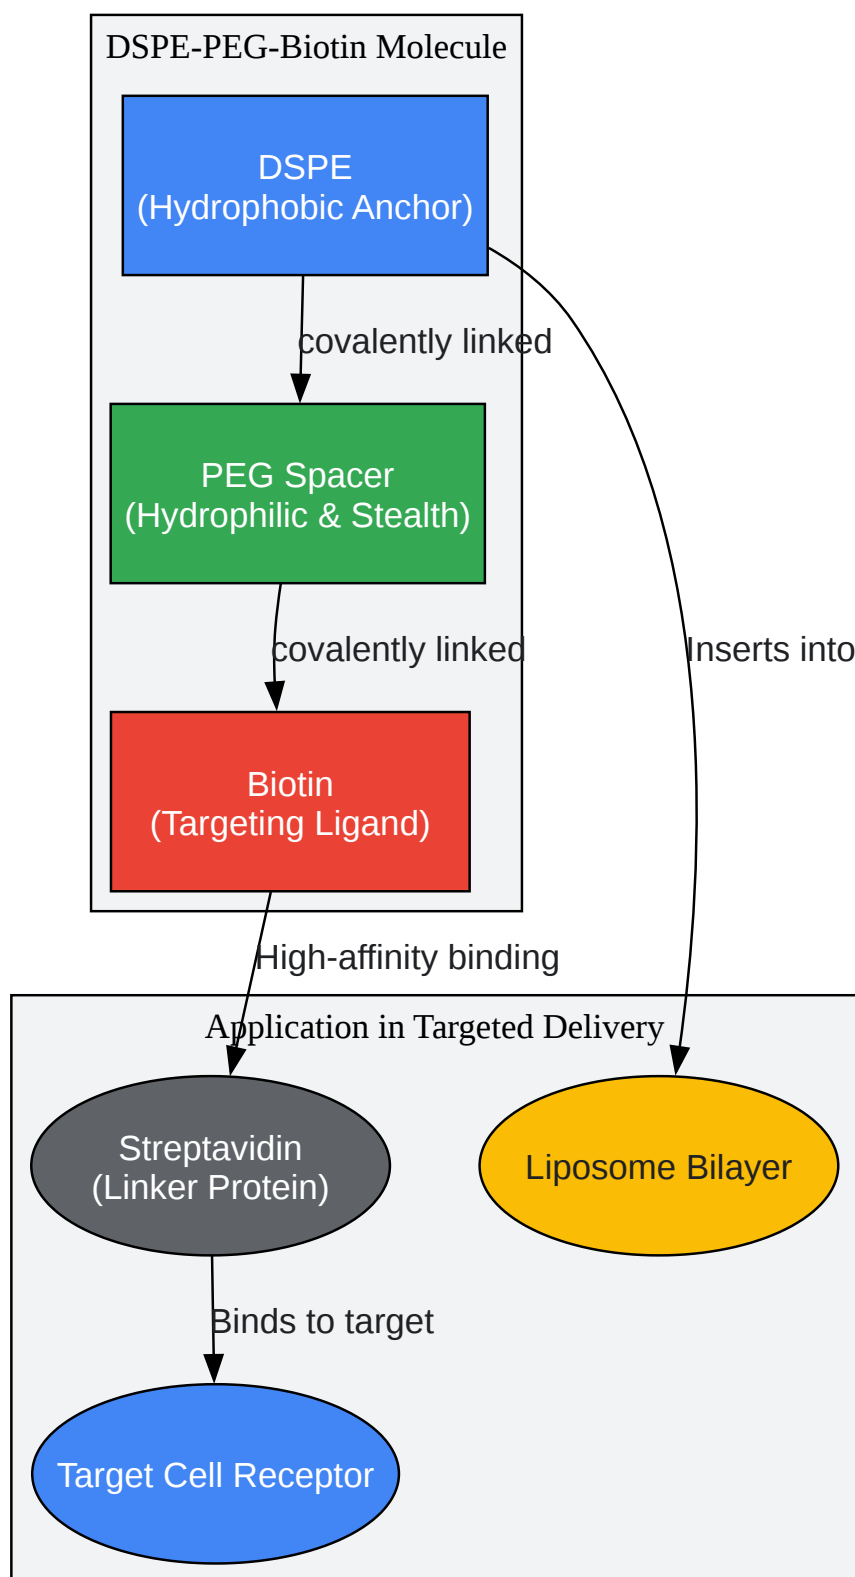 DSPE-PEG-Biotin Molecule
DSPE
(Hydrophobic Anchor)
covalently linked
PEG Spacer
(Hydrophilic & Stealth)
covalently linked
Inserts into
Biotin
(Targeting Ligand)
High-affinity binding
Application in Targeted Delivery
Streptavidin
(Linker Protein)
Liposome Bilayer
Binds to target
Target Cell Receptor